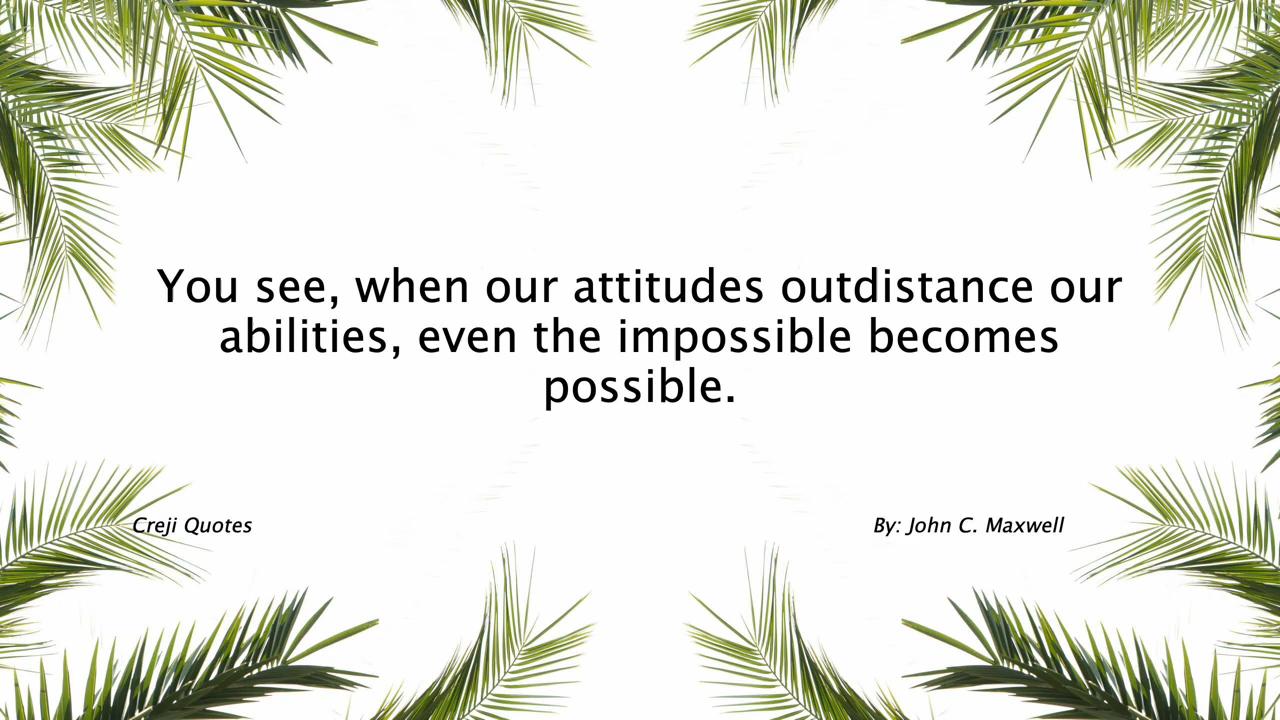 You see, when our attitudes outdistance our
abilities, even the impossible becomes
possible.
Creji Quotes
By: John C. Maxwell